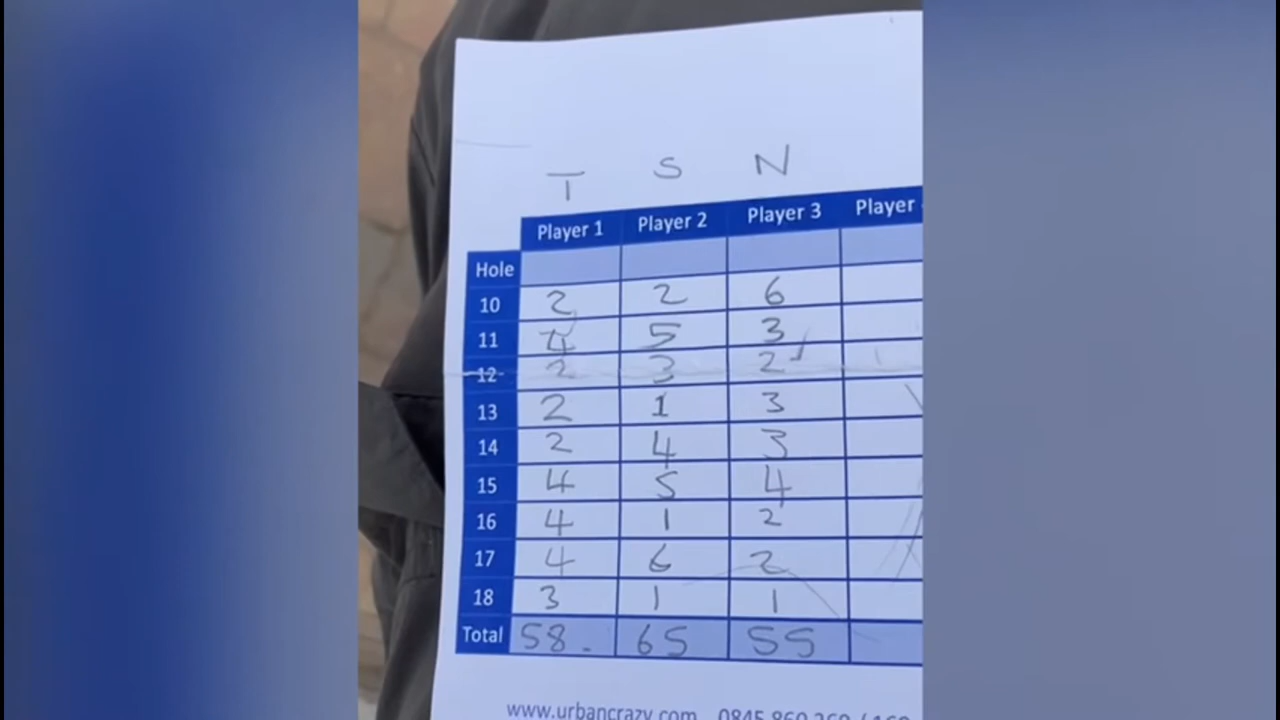 T S N
Player 1 Player 2 Player 3 Player
Hole
10 2 2 6
11 4 5 3
12 2 3 2
13 2 1 3
14 2 4 3
15 4 5 4
16 4 1 2
17 4 6 2
18 3 1 1
Total 58. 65 55
www.urbancrazy.com 0845 860